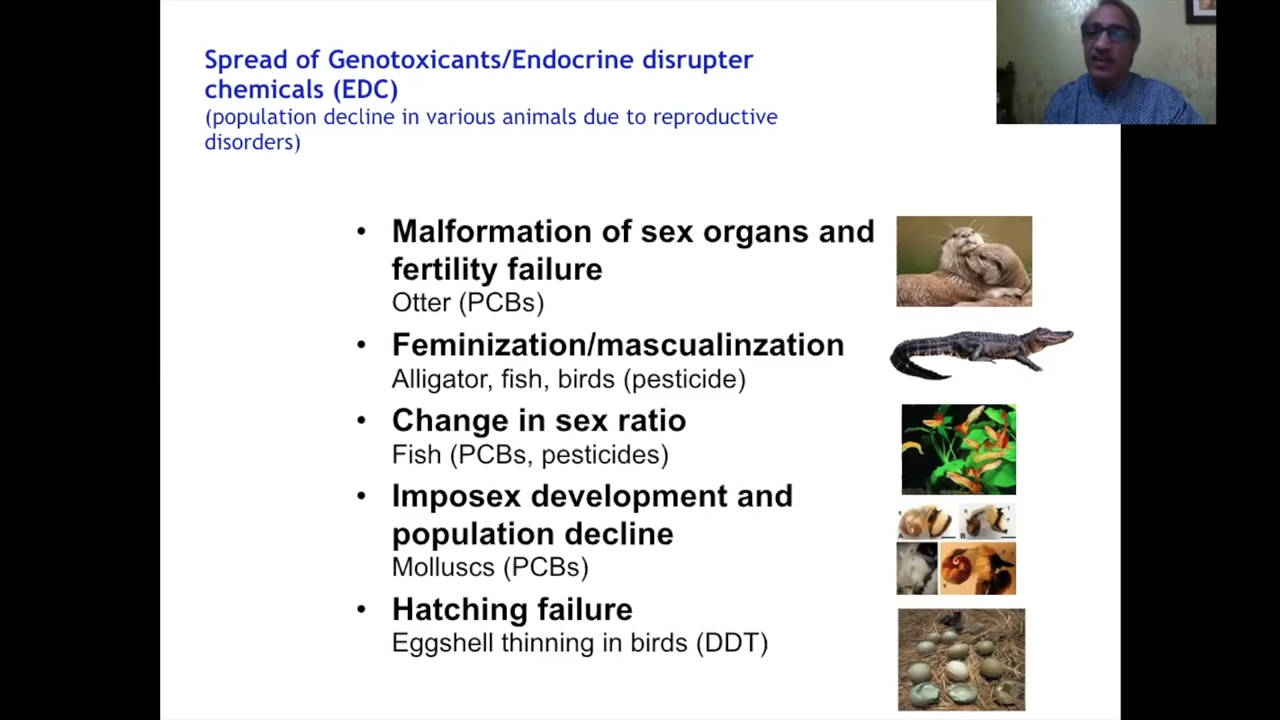 Spread of Genotoxicants/Endocrine disrupter
chemicals (EDC)
(population decline in various animals due to reproductive
disorders)
• Malformation of sex organs and
fertility failure
Otter (PCBs)
• Feminization/mascualinzation
Alligator, fish, birds (pesticide)
• Change in sex ratio
Fish (PCBs, pesticides)
• Imposex development and
population decline
Molluscs (PCBs)
• Hatching failure
Eggshell thinning in birds (DDT)